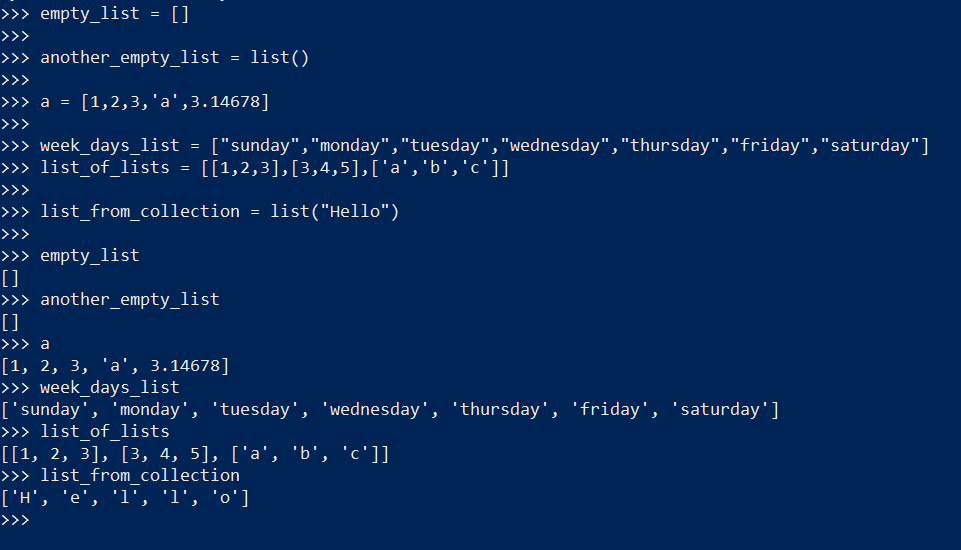 >>> empty_list = []
>>>
>>> another_empty_list = list()
>>>
>>> a = [1,2,3,'a',3.14678]
>>>
>>> week_days_list = ["sunday","monday","tuesday","wednesday","thursday","friday","saturday"]
>>> list_of_lists = [[1,2,3],[3,4,5],['a','b','c']]
>>>
>>> list_from_collection = list("Hello")
>>>
>>> empty_list
[]
>>> another_empty_list
[]
>>> a
[1, 2, 3, 'a', 3.14678]
>>> week_days_list
['sunday', 'monday', 'tuesday', 'wednesday', 'thursday', 'friday', 'saturday']
>>> list_of_lists
[[1, 2, 3], [3, 4, 5], ['a', 'b', 'c']]
>>> list_from_collection
['H', 'e', 'l', 'l', 'o']
>>>